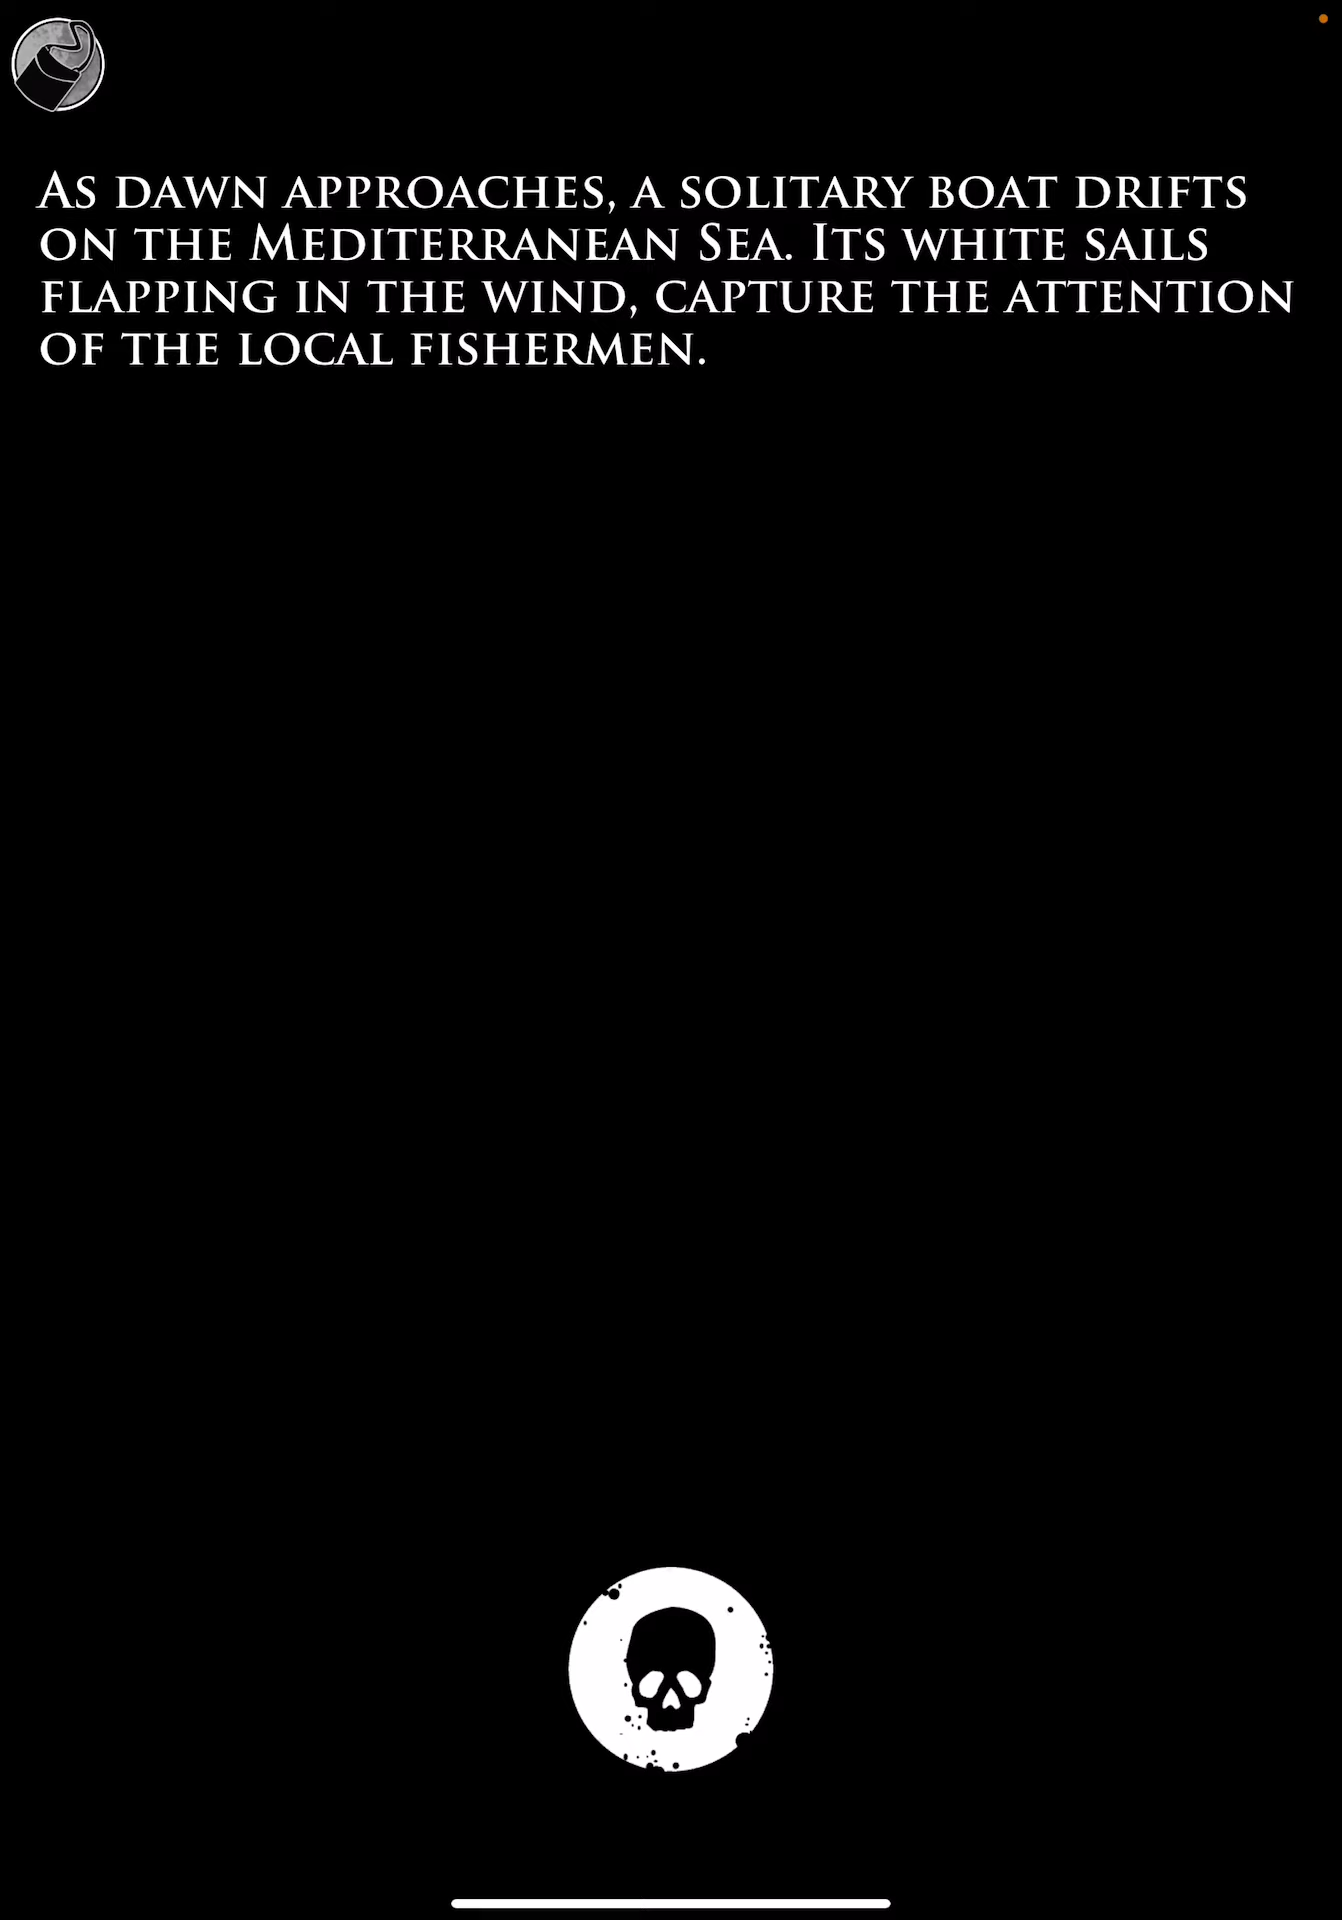 As dawn approaches, a solitary boat drifts
on the Mediterranean Sea. Its white sails
flapping in the wind, capture the attention
of the local fishermen.